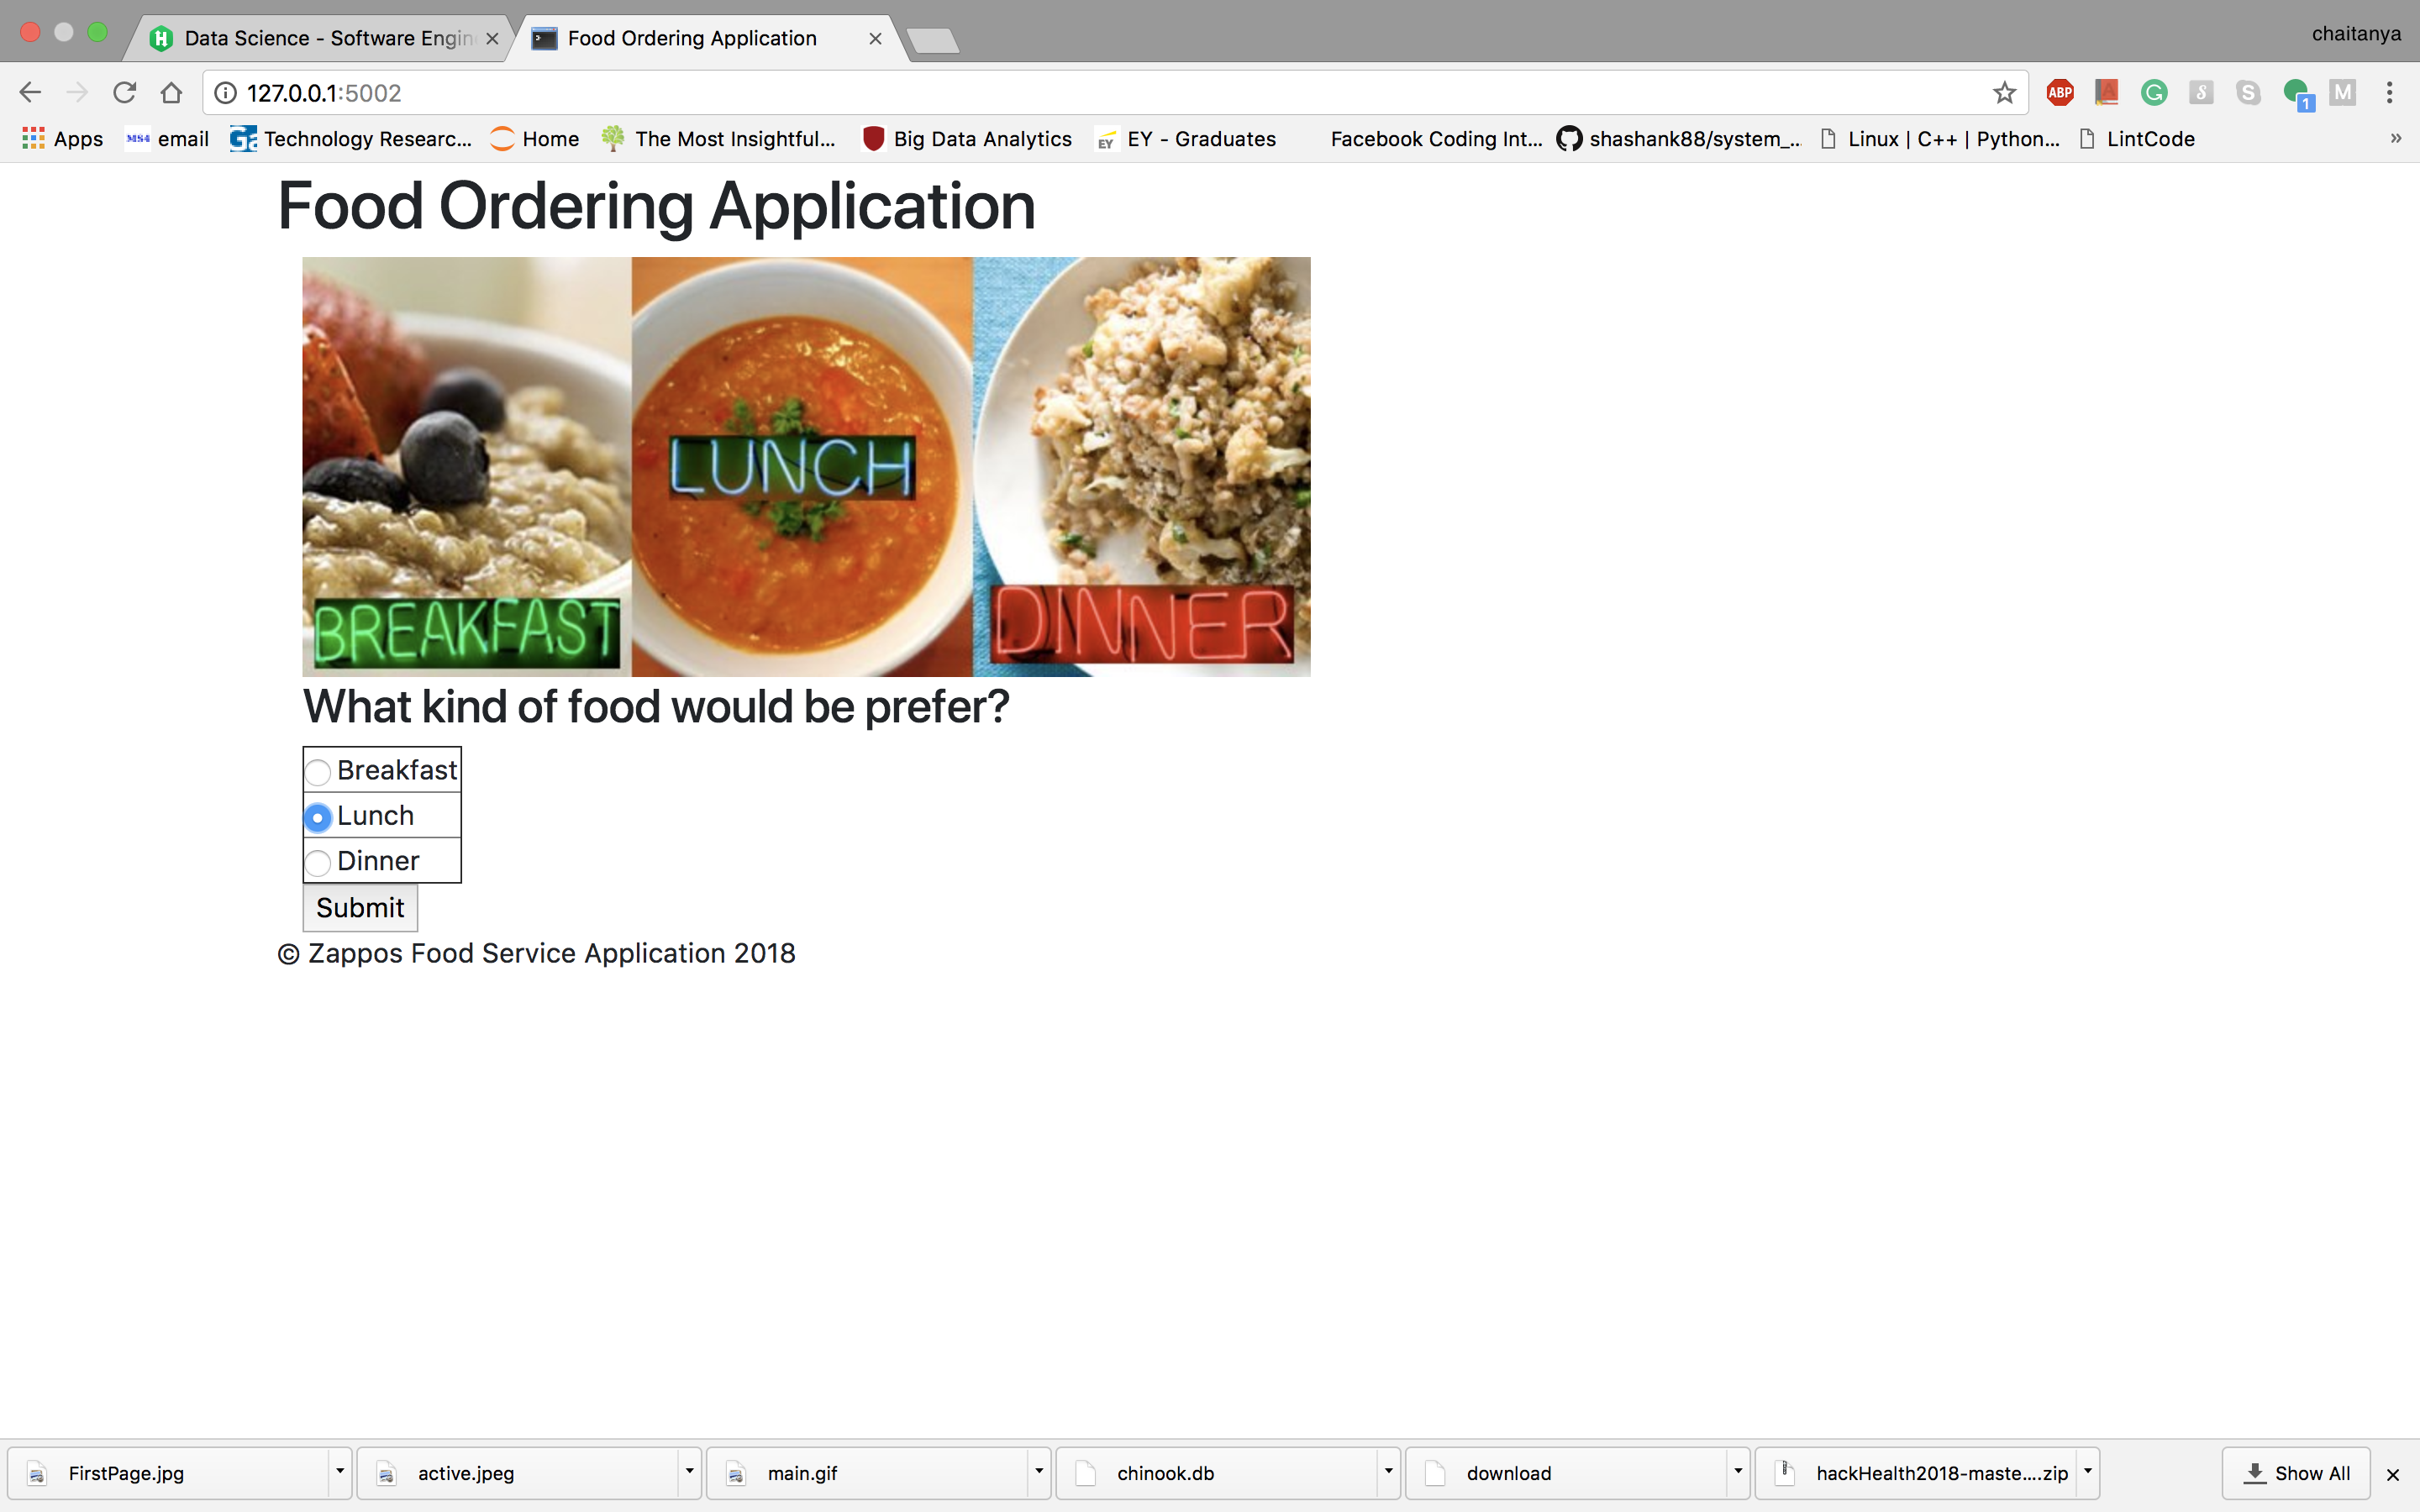 Data Science - Software Engin
Food Ordering Application
chaitanya
127.0.0.1:5002
ABP
1
M
Apps
email
Technology Researc...
Home
The Most Insightful...
Big Data Analytics
EY
EY - Graduates
Facebook Coding Int...
shashank88/system_...
Linux | C++ | Python...
LintCode
»
Food Ordering Application
LUNCH
BREAKFAST
DINNER
What kind of food would be prefer?
Breakfast
Lunch
Dinner
Submit
© Zappos Food Service Application 2018
FirstPage.jpg
active.jpeg
main.gif
chinook.db
download
hackHealth2018-maste....zip
Show All